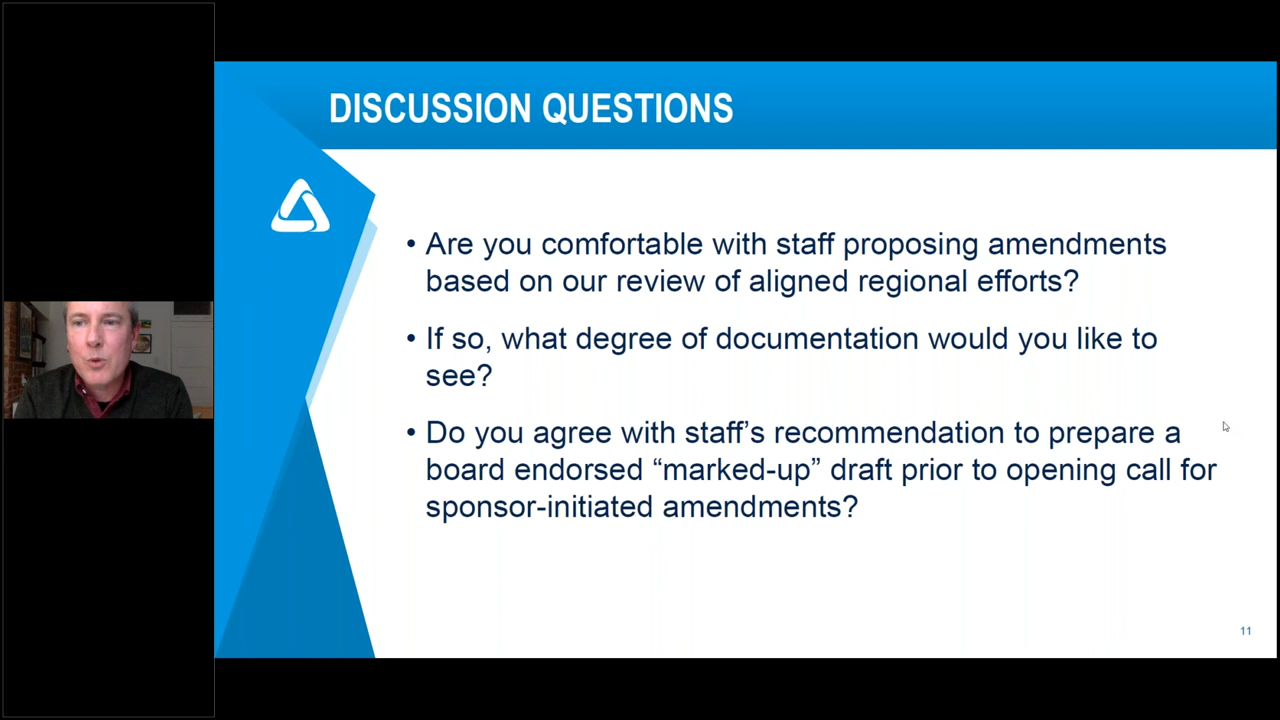 DISCUSSION QUESTIONS
• Are you comfortable with staff proposing amendments
based on our review of aligned regional efforts?
• If so, what degree of documentation would you like to
see?
• Do you agree with staff’s recommendation to prepare a
board endorsed “marked-up” draft prior to opening call for
sponsor-initiated amendments?
11